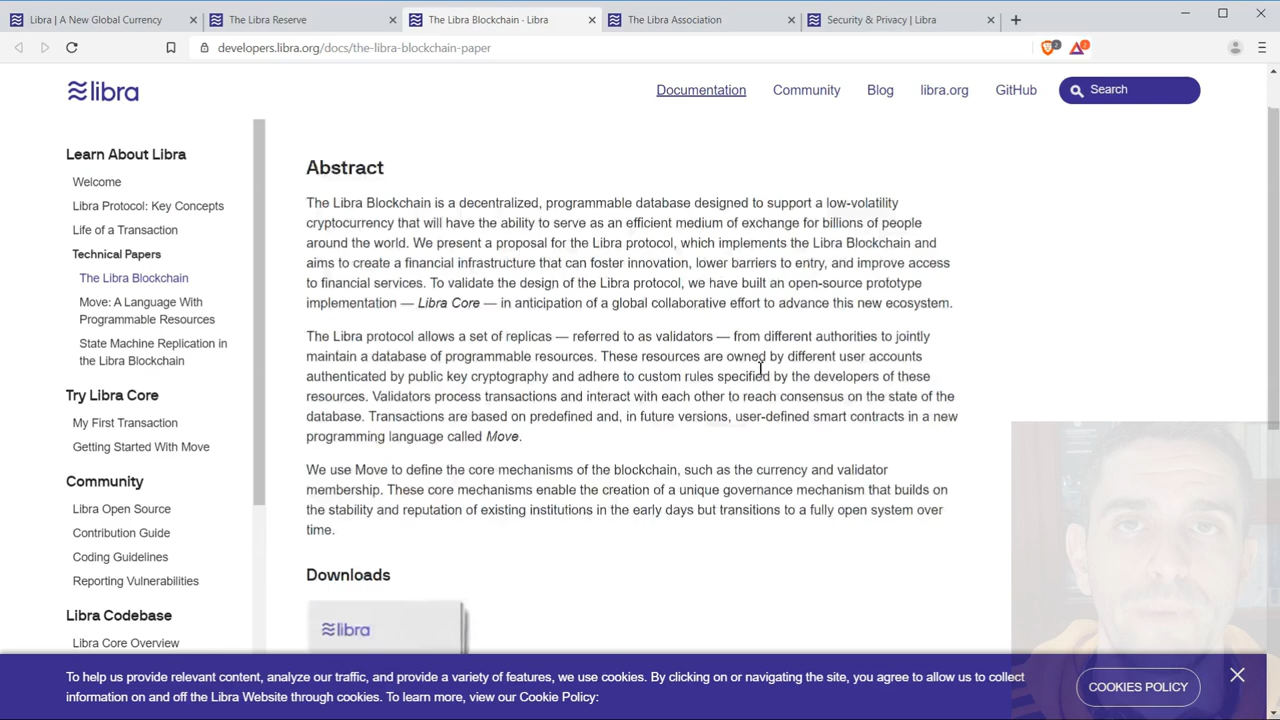 Libra | A New Global Currency
The Libra Reserve
The Libra Blockchain - Libra
The Libra Association
Security & Privacy | Libra
developers.libra.org/docs/the-libra-blockchain-paper
2
2
libra
Documentation
Community
Blog
libra.org
GitHub
Search
Learn About Libra
Welcome
Libra Protocol: Key Concepts
Life of a Transaction
Technical Papers
The Libra Blockchain
Move: A Language With
Programmable Resources
State Machine Replication in
the Libra Blockchain
Try Libra Core
My First Transaction
Getting Started With Move
Community
Libra Open Source
Contribution Guide
Coding Guidelines
Reporting Vulnerabilities
Libra Codebase
Libra Core Overview
Abstract
The Libra Blockchain is a decentralized, programmable database designed to support a low-volatility
cryptocurrency that will have the ability to serve as an efficient medium of exchange for billions of people
around the world. We present a proposal for the Libra protocol, which implements the Libra Blockchain and
aims to create a financial infrastructure that can foster innovation, lower barriers to entry, and improve access
to financial services. To validate the design of the Libra protocol, we have built an open-source prototype
implementation — Libra Core — in anticipation of a global collaborative effort to advance this new ecosystem.
The Libra protocol allows a set of replicas — referred to as validators — from different authorities to jointly
maintain a database of programmable resources. These resources are owned by different user accounts
authenticated by public key cryptography and adhere to custom rules specified by the developers of these
resources. Validators process transactions and interact with each other to reach consensus on the state of the
database. Transactions are based on predefined and, in future versions, user-defined smart contracts in a new
programming language called Move.
We use Move to define the core mechanisms of the blockchain, such as the currency and validator
membership. These core mechanisms enable the creation of a unique governance mechanism that builds on
the stability and reputation of existing institutions in the early days but transitions to a fully open system over
time.
Downloads
libra
To help us provide relevant content, analyze our traffic, and provide a variety of features, we use cookies. By clicking on or navigating the site, you agree to allow us to collect
information on and off the Libra Website through cookies. To learn more, view our Cookie Policy:
COOKIES POLICY